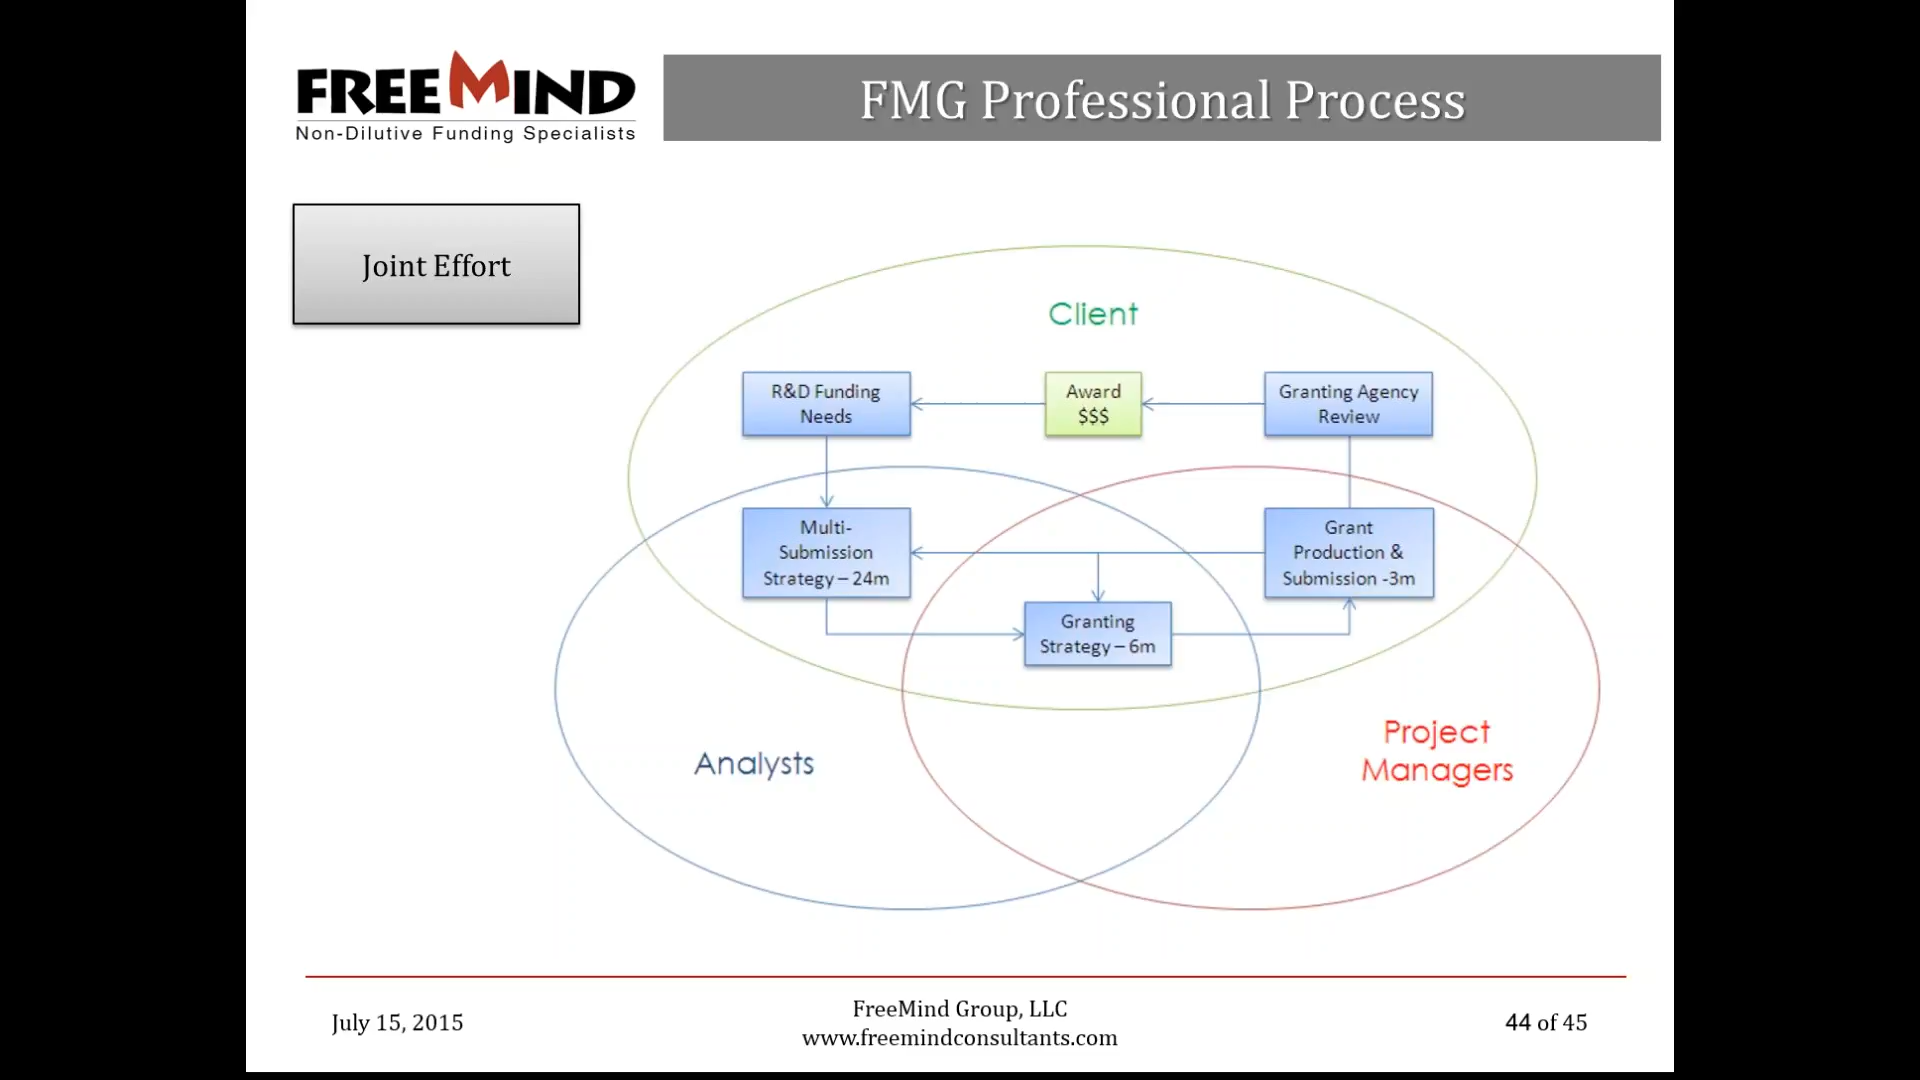 FREEMIND
Non-Dilutive Funding Specialists
FMG Professional Process
Joint Effort
Client
R&D Funding
Needs
Award
$$$
Granting Agency
Review
Multi-
Submission
Strategy – 24m
Grant
Production &
Submission -3m
Granting
Strategy – 6m
Analysts
Project
Managers
July 15, 2015
FreeMind Group, LLC
www.freemindconsultants.com
44 of 45